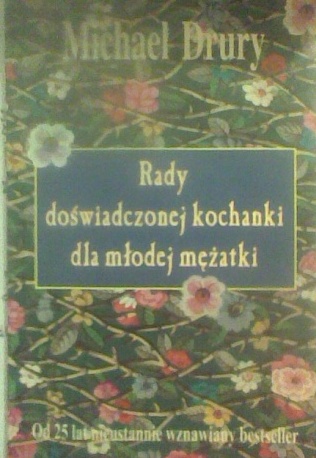 Michael Drury
Rady
doświadczonej kochanki
dla młodej mężatki
Od 25 lat nieustannie wznawiany bestseller